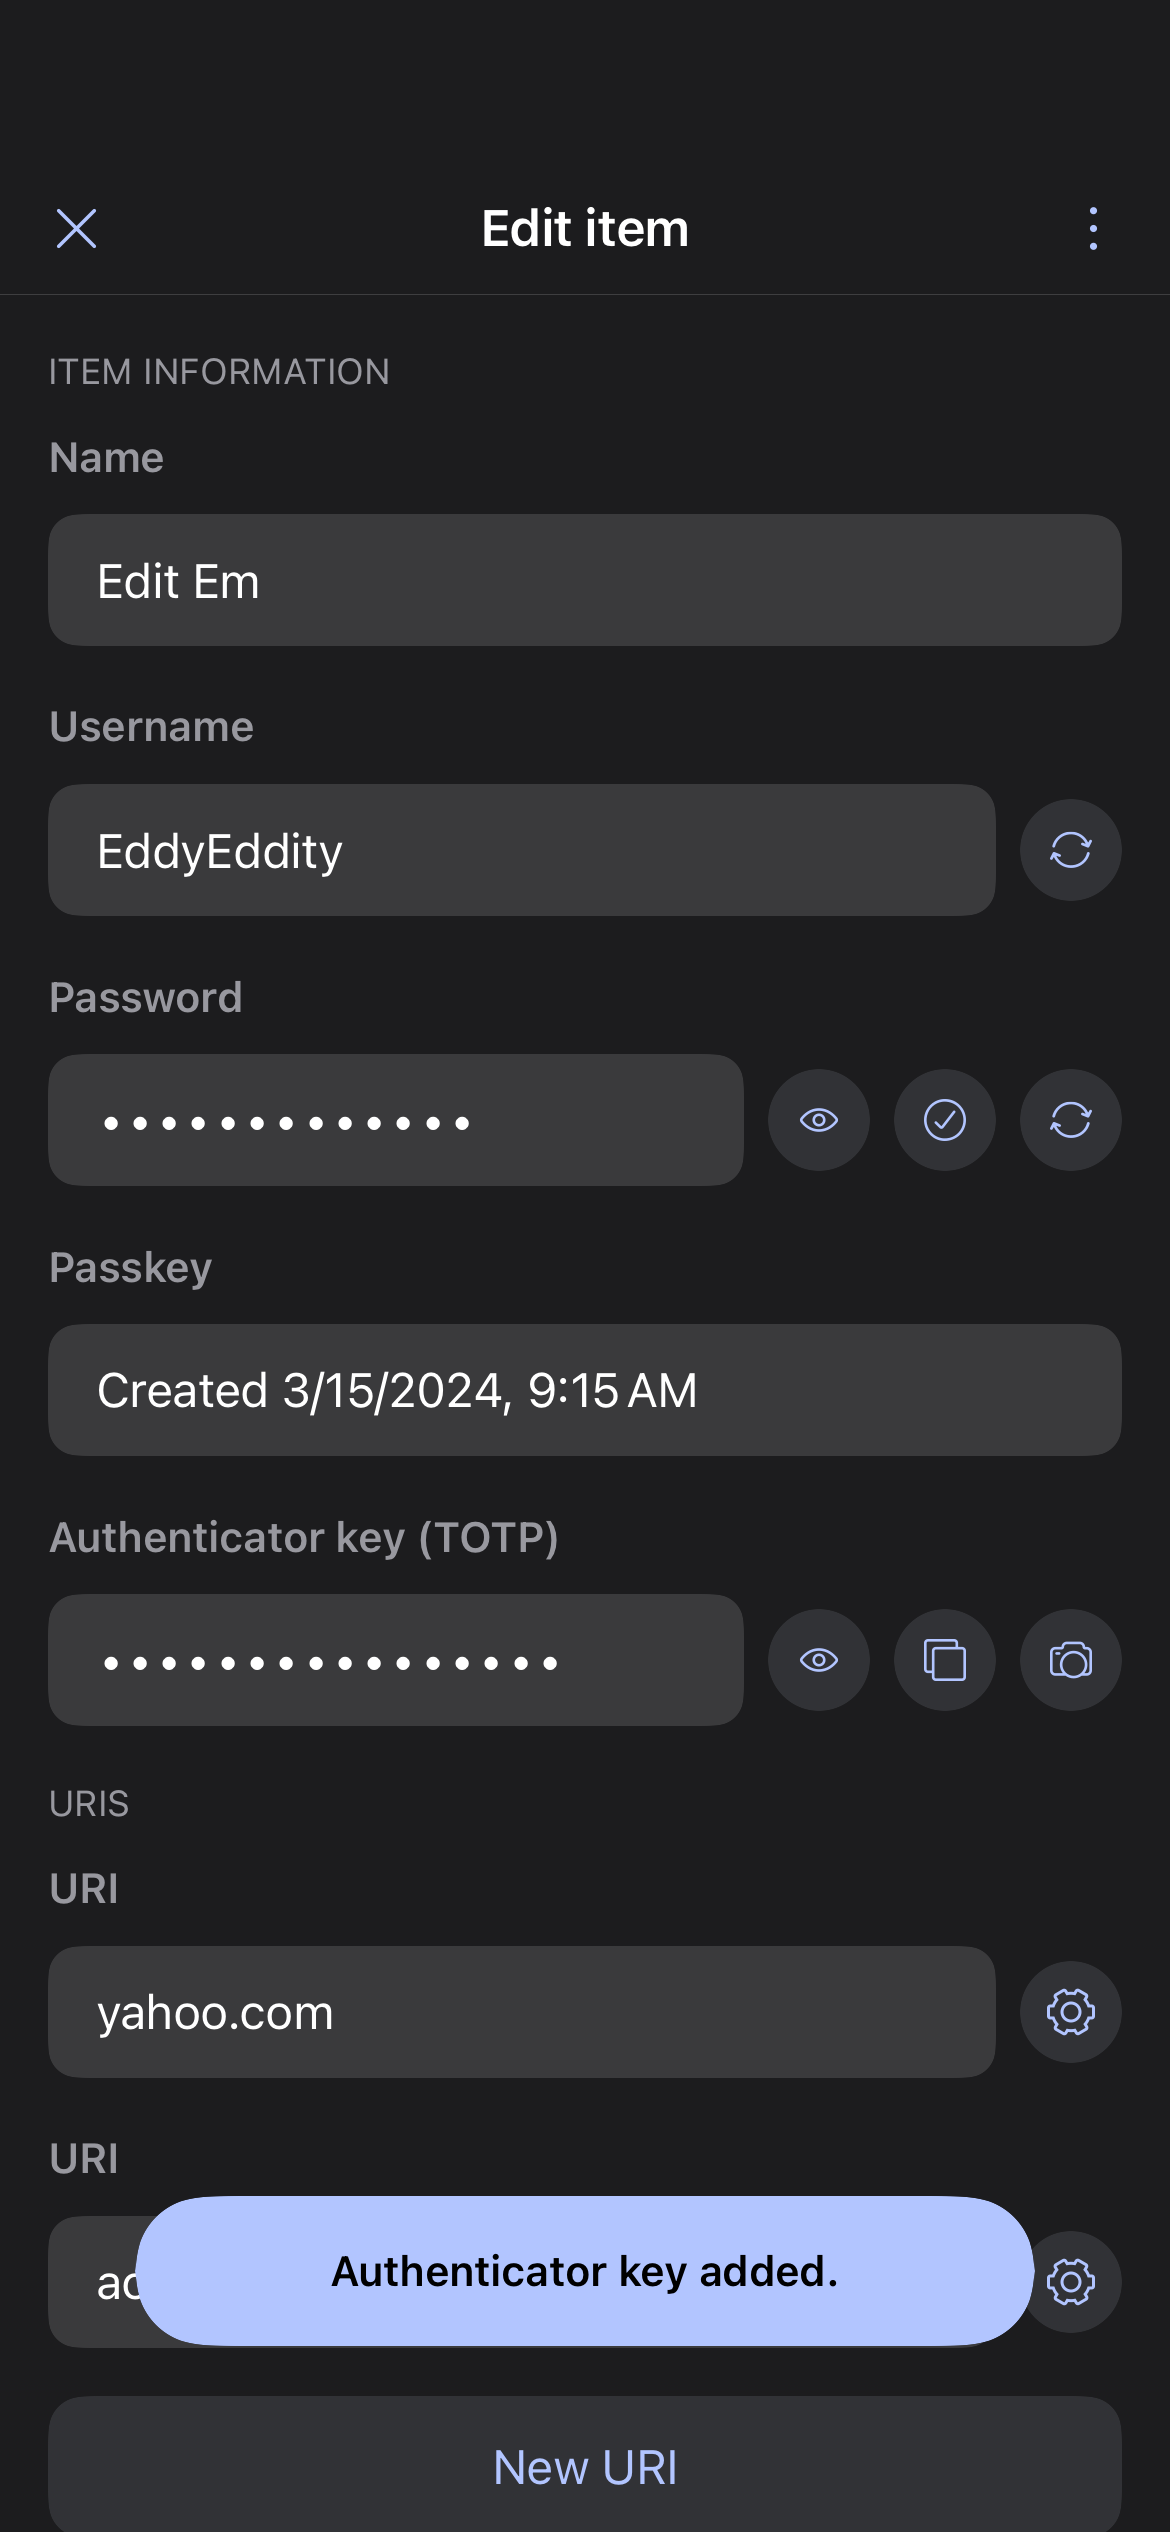 Edit item
ITEM INFORMATION
Name
Edit Em
Username
EddyEddity
Password
•••••••••••••
Passkey
Created 3/15/2024, 9:15 AM
Authenticator key (TOTP)
••••••••••••••••
URIS
URI
yahoo.com
URI
Authenticator key added.
New URI